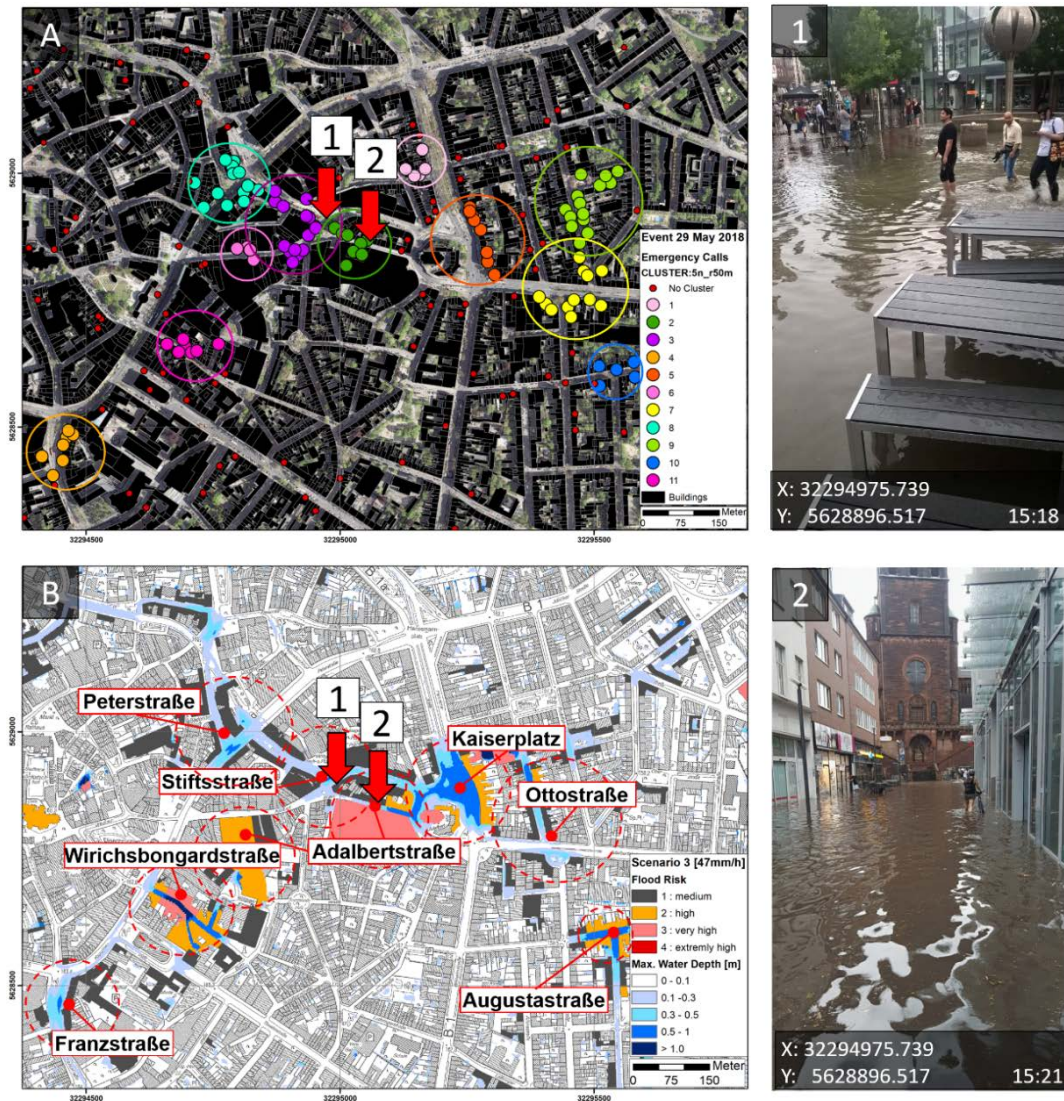 A
1
2
5629000
5628500
Event 29 May 2018
Emergency Calls
CLUSTER:5n_r50m
No Cluster
1
2
3
4
5
6
7
8
9
10
11
Buildings
Meter
0 75 150
32294500 32295000 32295500
1
X: 32294975.739
Y: 5628896.517 15:18
B
B 1a
B 1
Peterstraße
1
2
Kaiserplatz
Stiftsstraße
Ottostraße
Wirichsbongardstraße
Adalbertstraße
Augustastraße
Franzstraße
5629000
5628500
Scenario 3 [47mm/h]
Flood Risk
1 : medium
2 : high
3 : very high
4 : extremly high
Max. Water Depth [m]
0 - 0.1
0.1 -0.3
0.3 - 0.5
0.5 - 1
> 1.0
Meter
0 75 150
32294500 32295000 32295500
2
X: 32294975.739
Y: 5628896.517 15:21